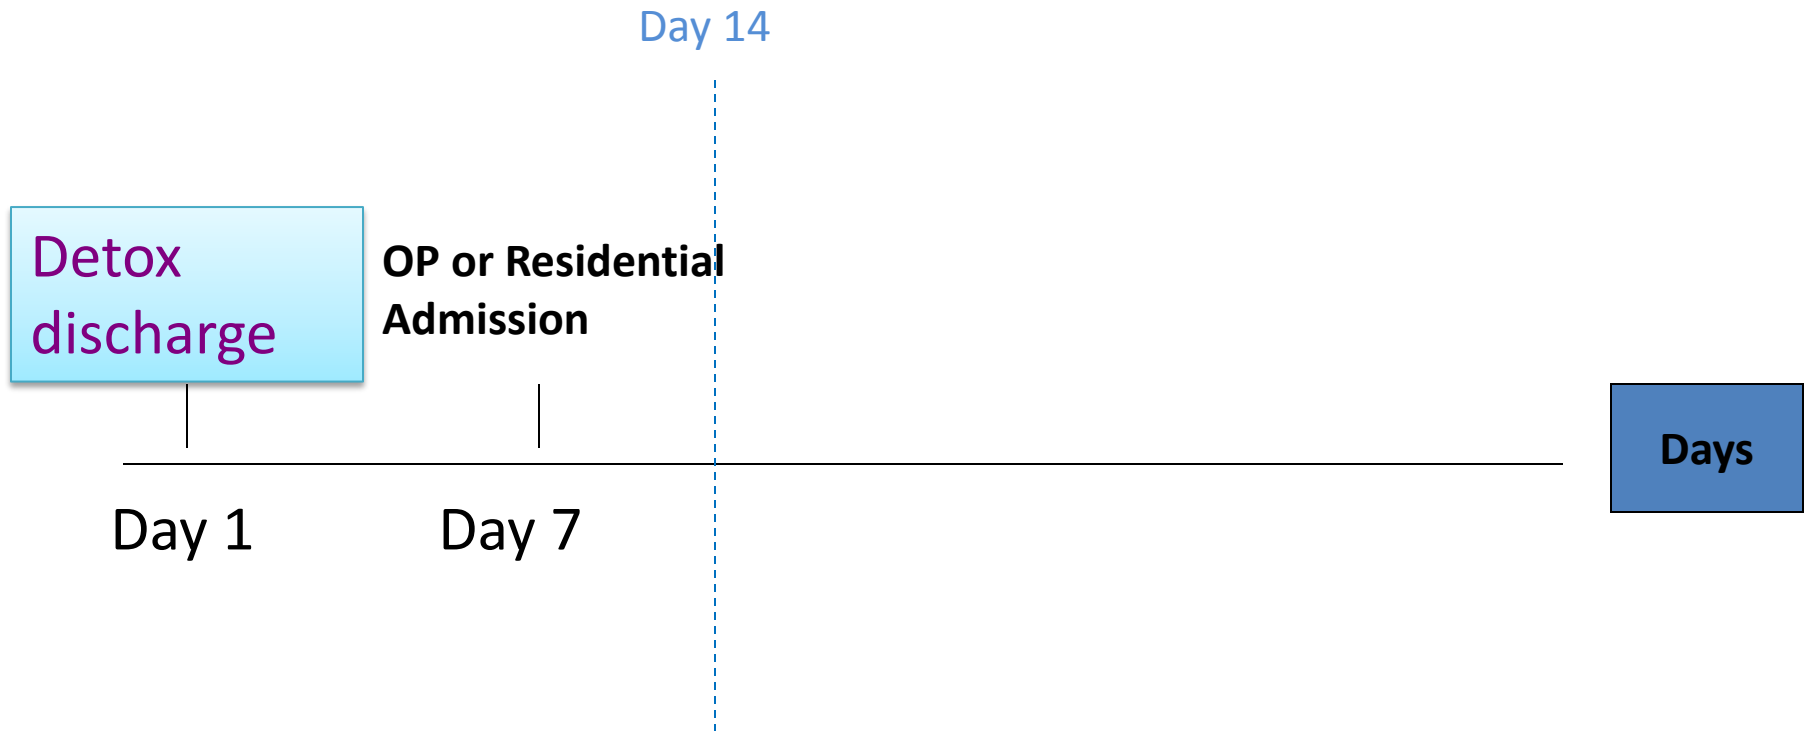 Day 14
Detox
discharge
OP or Residential
Admission
Days
Day 1
Day 7